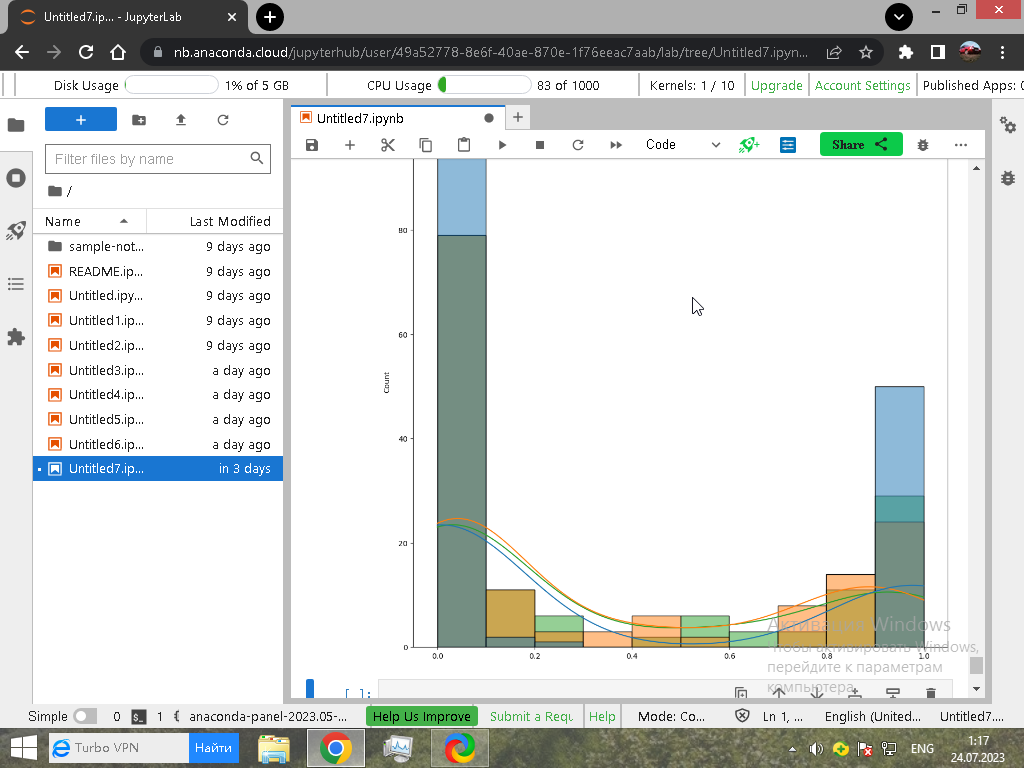 Untitled7.ip... - JupyterLab
nb.anaconda.cloud/jupyterhub/user/49a52778-8e6f-40ae-870e-1f76eeac7aab/lab/tree/Untitled7.ipyn...
Disk Usage 1% of 5 GB CPU Usage 83 of 1000 Kernels: 1 / 10 Upgrade Account Settings Published Apps: 0
Filter files by name
/
Name Last Modified
sample-not... 9 days ago
README.ip... 9 days ago
Untitled.ipy... 9 days ago
Untitled1.ip... 9 days ago
Untitled2.ip... 9 days ago
Untitled3.ip... a day ago
Untitled4.ip... a day ago
Untitled5.ip... a day ago
Untitled6.ip... a day ago
Untitled7.ip... in 3 days
Untitled7.ipynb
Code
Share
80
60
Count
40
20
0
0.0 0.2 0.4 0.6 0.8 1.0
Активация Windows
Чтобы активировать Windows,
перейдите к параметрам
компьютера.
[ ]:
Simple 0 $_ 1 anaconda-panel-2023.05-... Help Us Improve Submit a Requ Help Mode: Co... Ln 1, ... English (United... Untitled7....
Turbo VPN Найти
ENG
1:17
24.07.2023